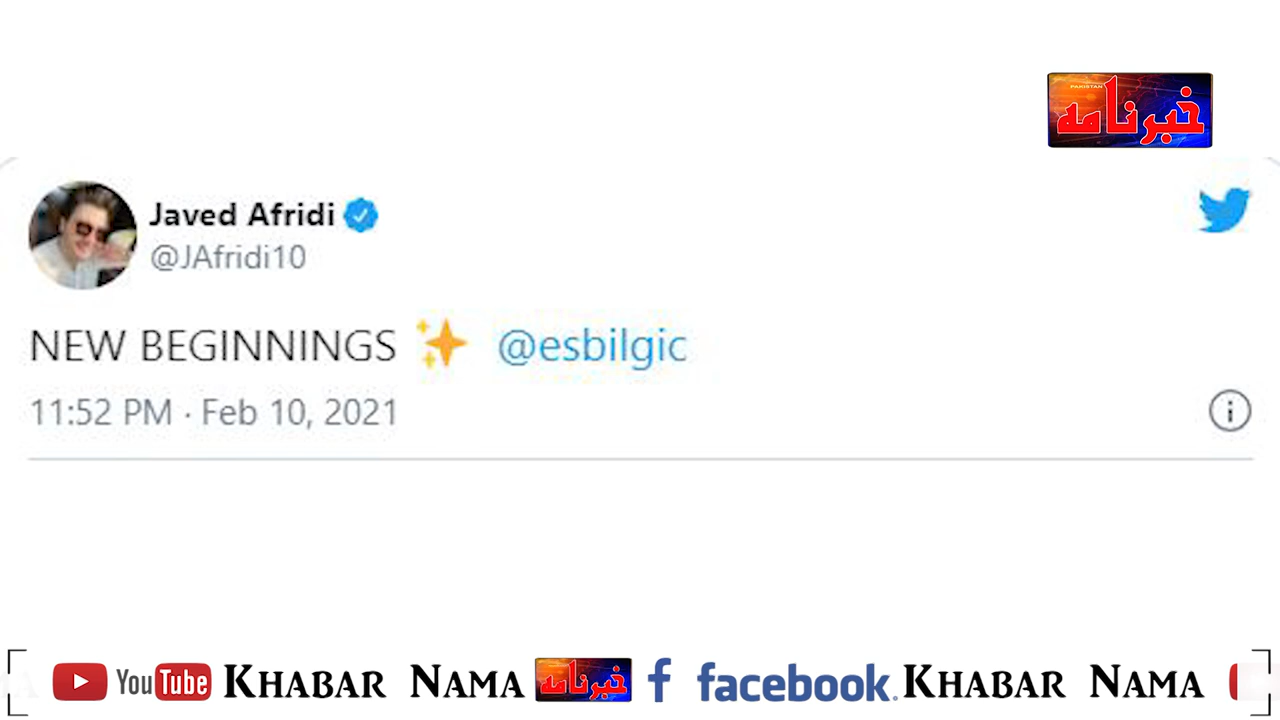 PAKISTAN
خبرنامہ
Javed Afridi
@JAfridi10
NEW BEGINNINGS ✨ @esbilgic
11:52 PM · Feb 10, 2021
YouTube KHABAR NAMA خبرنامہ f facebook. KHABAR NAMA